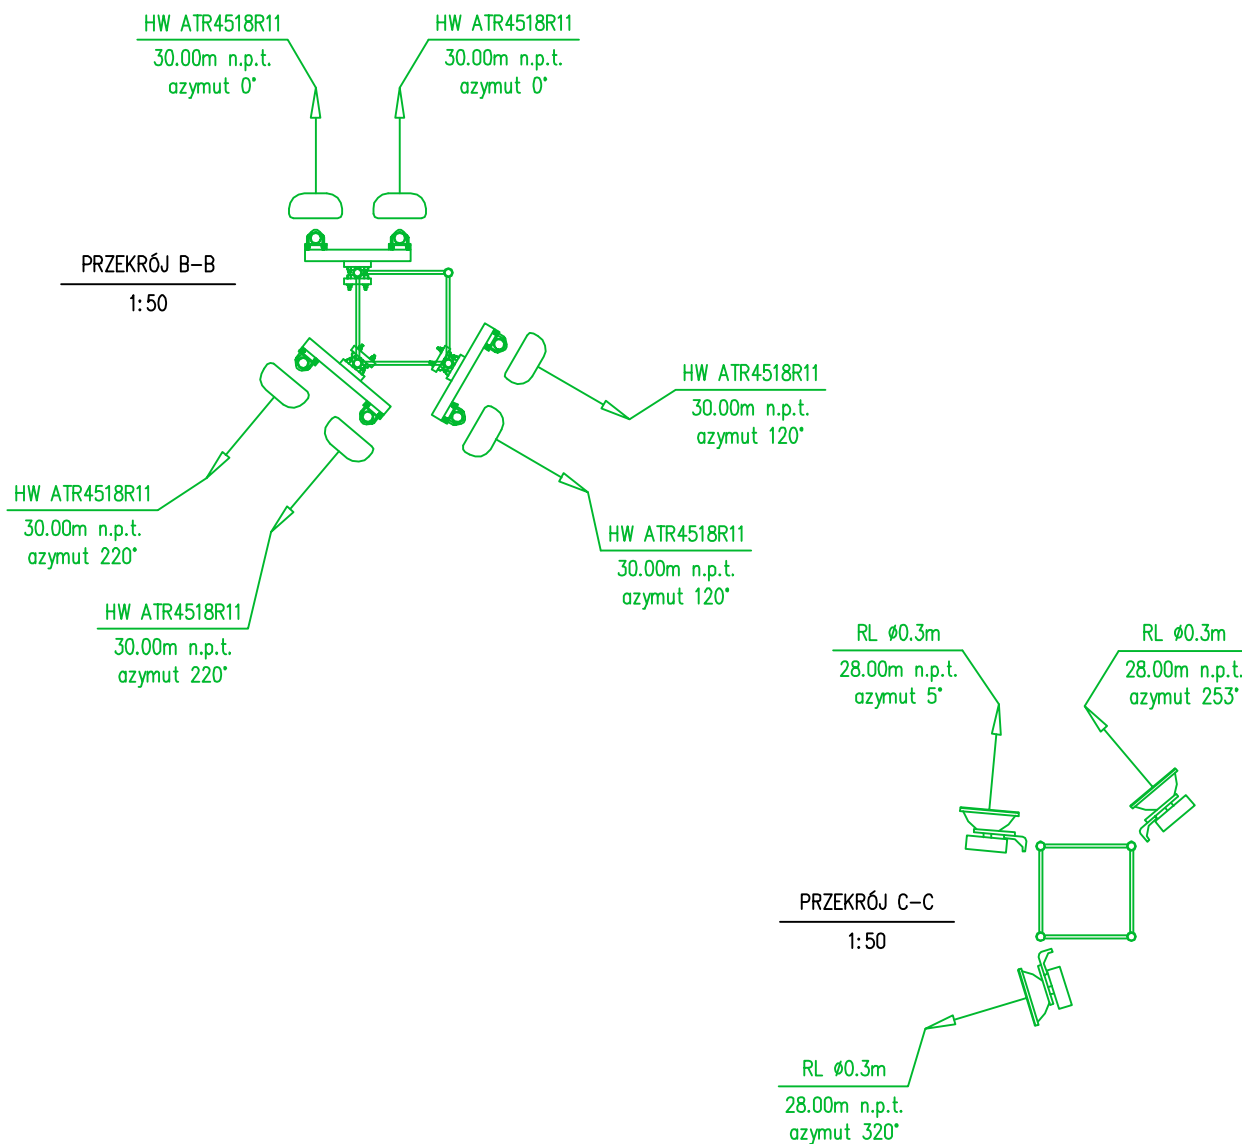 HW ATR4518R11
30.00m n.p.t.
azymut 0°
HW ATR4518R11
30.00m n.p.t.
azymut 0°
PRZEKRÓJ B-B
1:50
HW ATR4518R11
30.00m n.p.t.
azymut 120°
HW ATR4518R11
30.00m n.p.t.
azymut 220°
HW ATR4518R11
30.00m n.p.t.
azymut 120°
HW ATR4518R11
30.00m n.p.t.
azymut 220°
RL ø0.3m
28.00m n.p.t.
azymut 5°
RL ø0.3m
28.00m n.p.t.
azymut 253°
PRZEKRÓJ C-C
1:50
RL ø0.3m
28.00m n.p.t.
azymut 320°